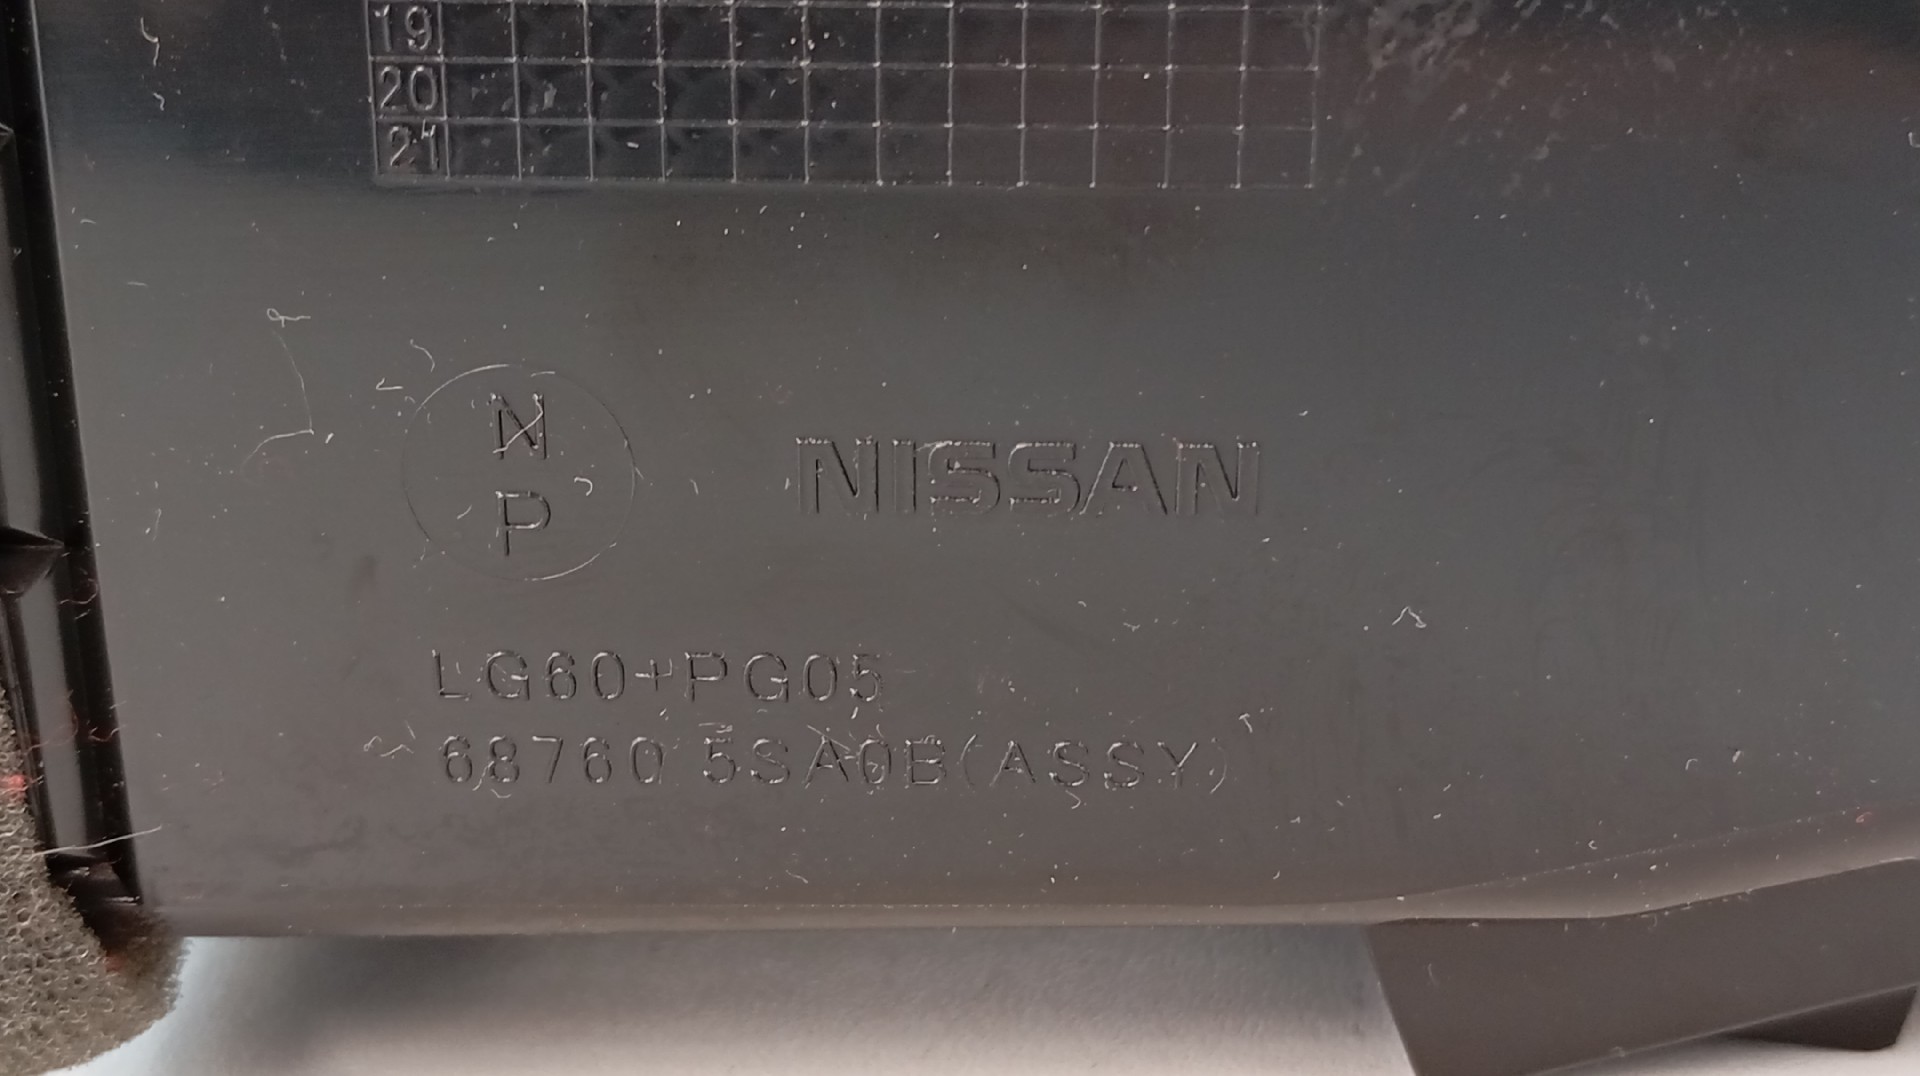 19
20
21
N
P
NISSAN
LG60+PG05
68760 5SA0B(ASSY)